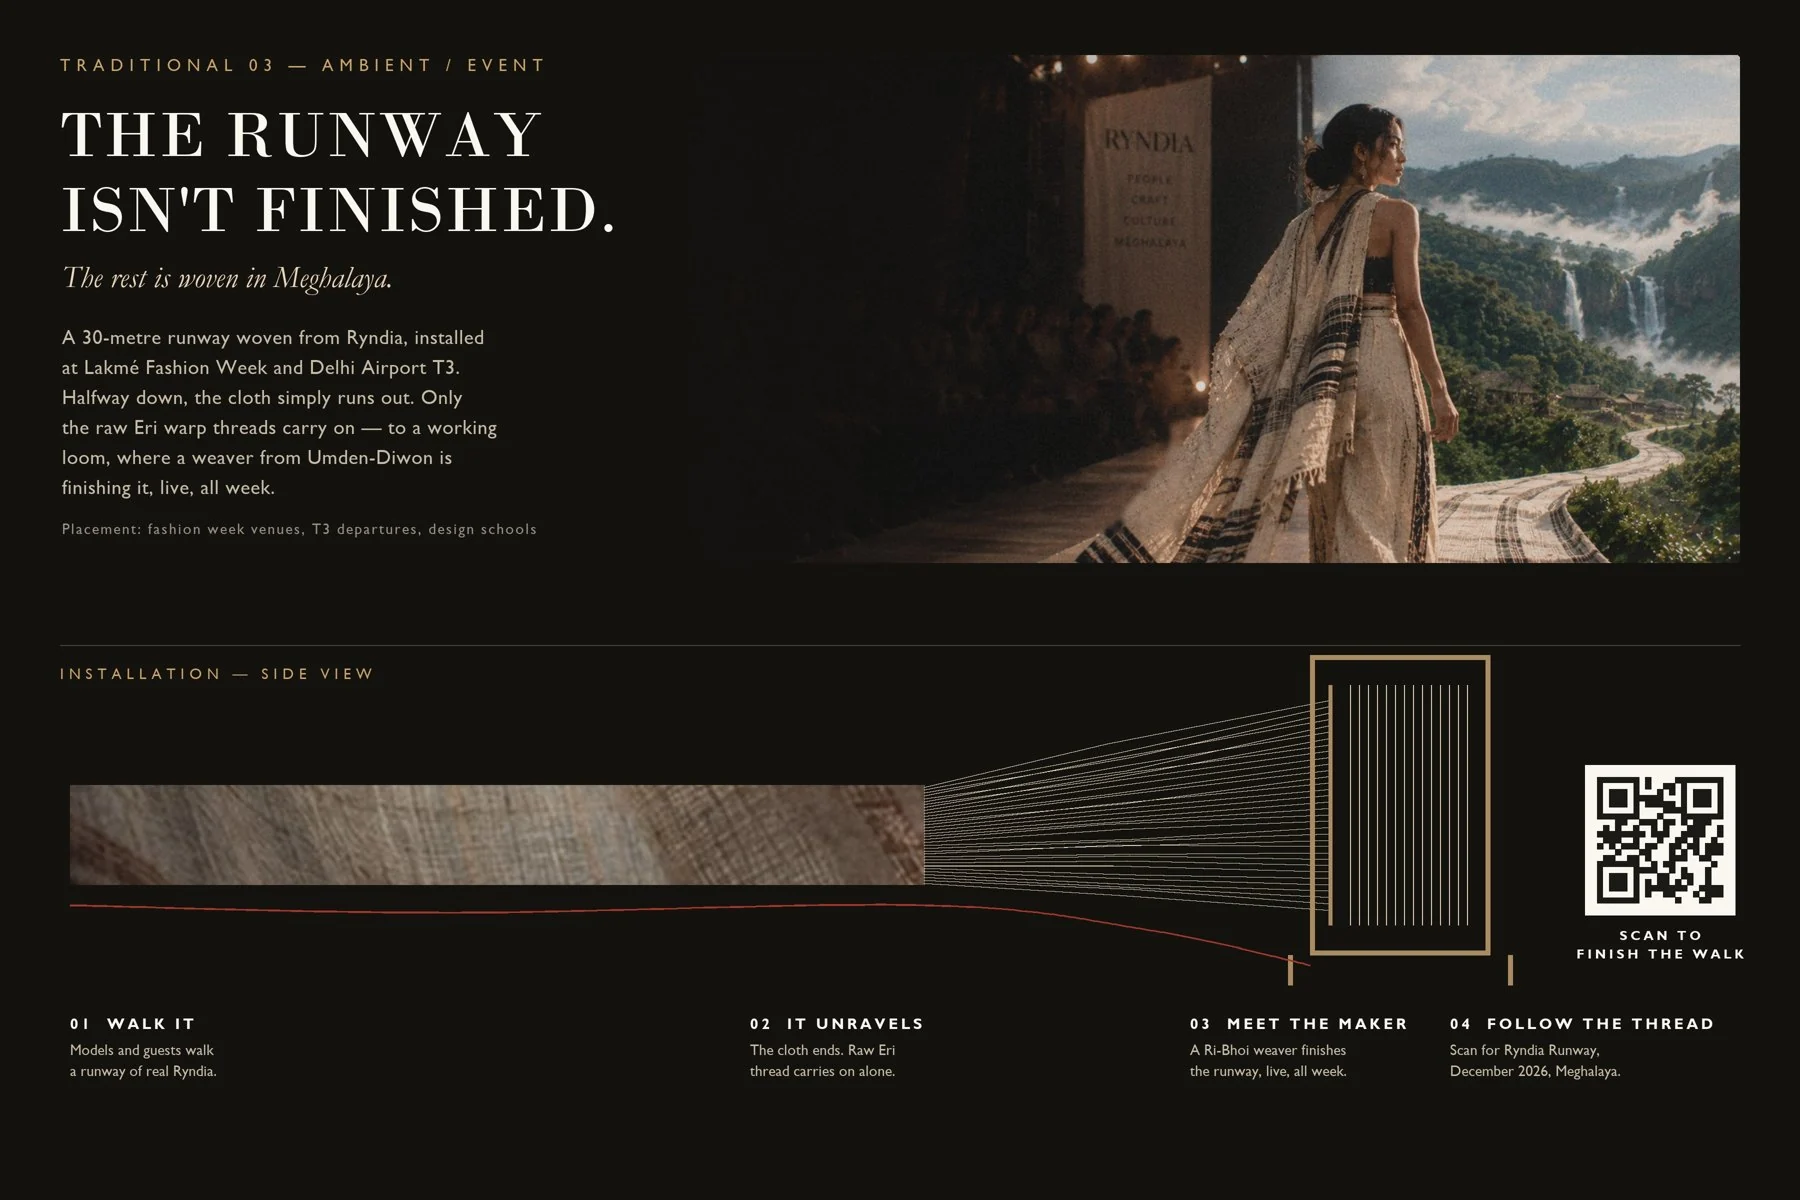 TRADITIONAL 03 — AMBIENT / EVENT
THE RUNWAY
ISN'T FINISHED.
The rest is woven in Meghalaya.
A 30-metre runway woven from Ryndia, installed
at Lakmé Fashion Week and Delhi Airport T3.
Halfway down, the cloth simply runs out. Only
the raw Eri warp threads carry on — to a working
loom, where a weaver from Umden-Diwon is
finishing it, live, all week.
Placement: fashion week venues, T3 departures, design schools
RYNDIA
PEOPLE
CRAFT
CULTURE
MEGHALAYA
INSTALLATION — SIDE VIEW
SCAN TO
FINISH THE WALK
01 WALK IT
Models and guests walk
a runway of real Ryndia.
02 IT UNRAVELS
The cloth ends. Raw Eri
thread carries on alone.
03 MEET THE MAKER
A Ri-Bhoi weaver finishes
the runway, live, all week.
04 FOLLOW THE THREAD
Scan for Ryndia Runway,
December 2026, Meghalaya.